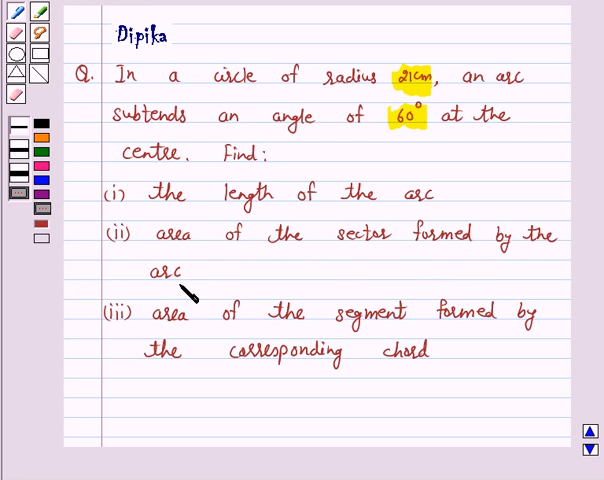 Dipika
Q. In a circle of radius 21cm, an arc
subtends an angle of 60° at the
centre. Find:
(i) the length of the arc
(ii) area of the sector formed by the
arc
(iii) area of the segment formed by
the corresponding chord